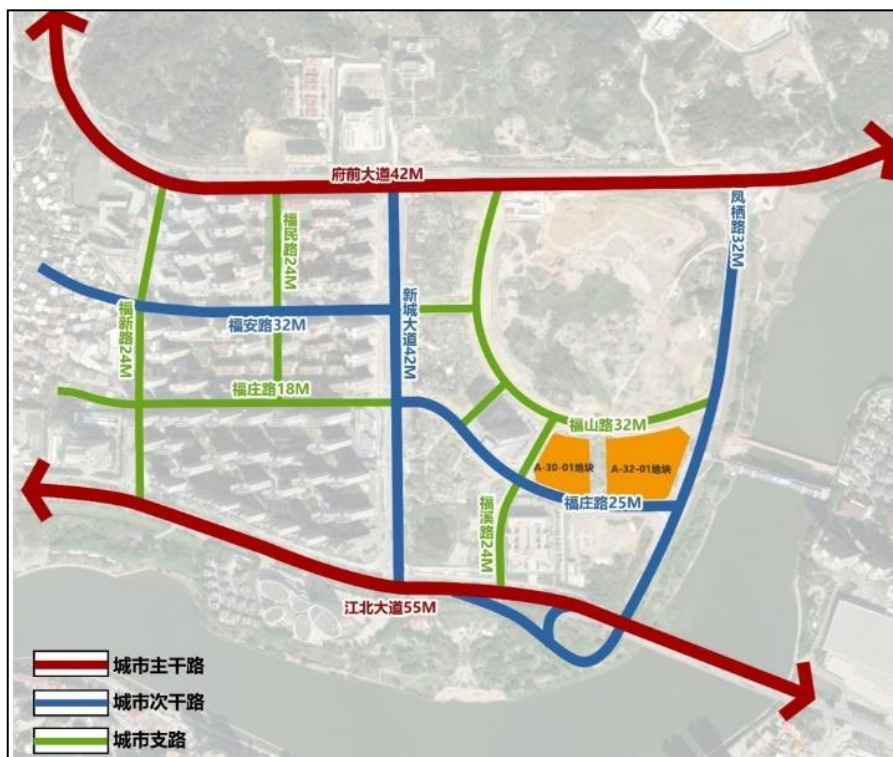 府前大道42M
凤栖路32M
福民路24M
新城大道42M
福安路32M
福新路24M
福庄路18M
福山路32M
A-30-01地块
A-32-01地块
福庄路25M
福溪路24M
江北大道55M
城市主干路
城市次干路
城市支路